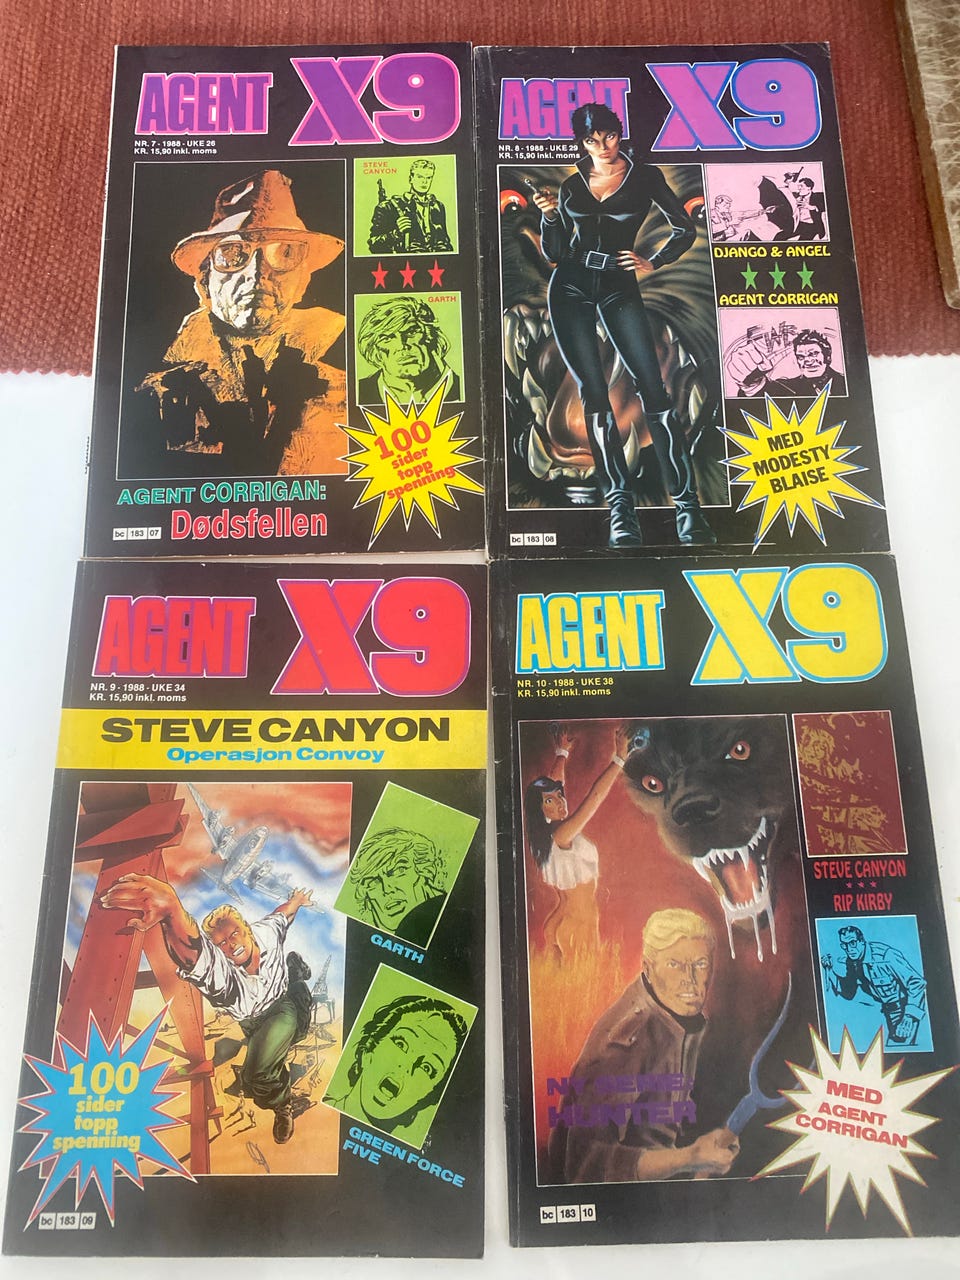 AGENT X9
NR. 7 - 1988 - UKE 26
KR. 15,90 inkl. moms
STEVE
CANYON
GARTH
100
sider
topp
spenning
AGENT CORRIGAN:
Dødsfellen
bc 183 07
AGENT X9
NR. 8 - 1988 - UKE 29
KR. 15,90 inkl. moms
DJANGO & ANGEL
AGENT CORRIGAN
MED
MODESTY
BLAISE
bc 183 08
AGENT X9
NR. 9 - 1988 - UKE 34
KR. 15,90 inkl. moms
STEVE CANYON
Operasjon Convoy
GARTH
GREEN FORCE
FIVE
100
sider
topp
spenning
bc 183 09
AGENT X9
NR. 10 - 1988 - UKE 38
KR. 15,90 inkl. moms
STEVE CANYON
RIP KIRBY
NY SERIE:
HUNTER
MED
AGENT
CORRIGAN
bc 183 10